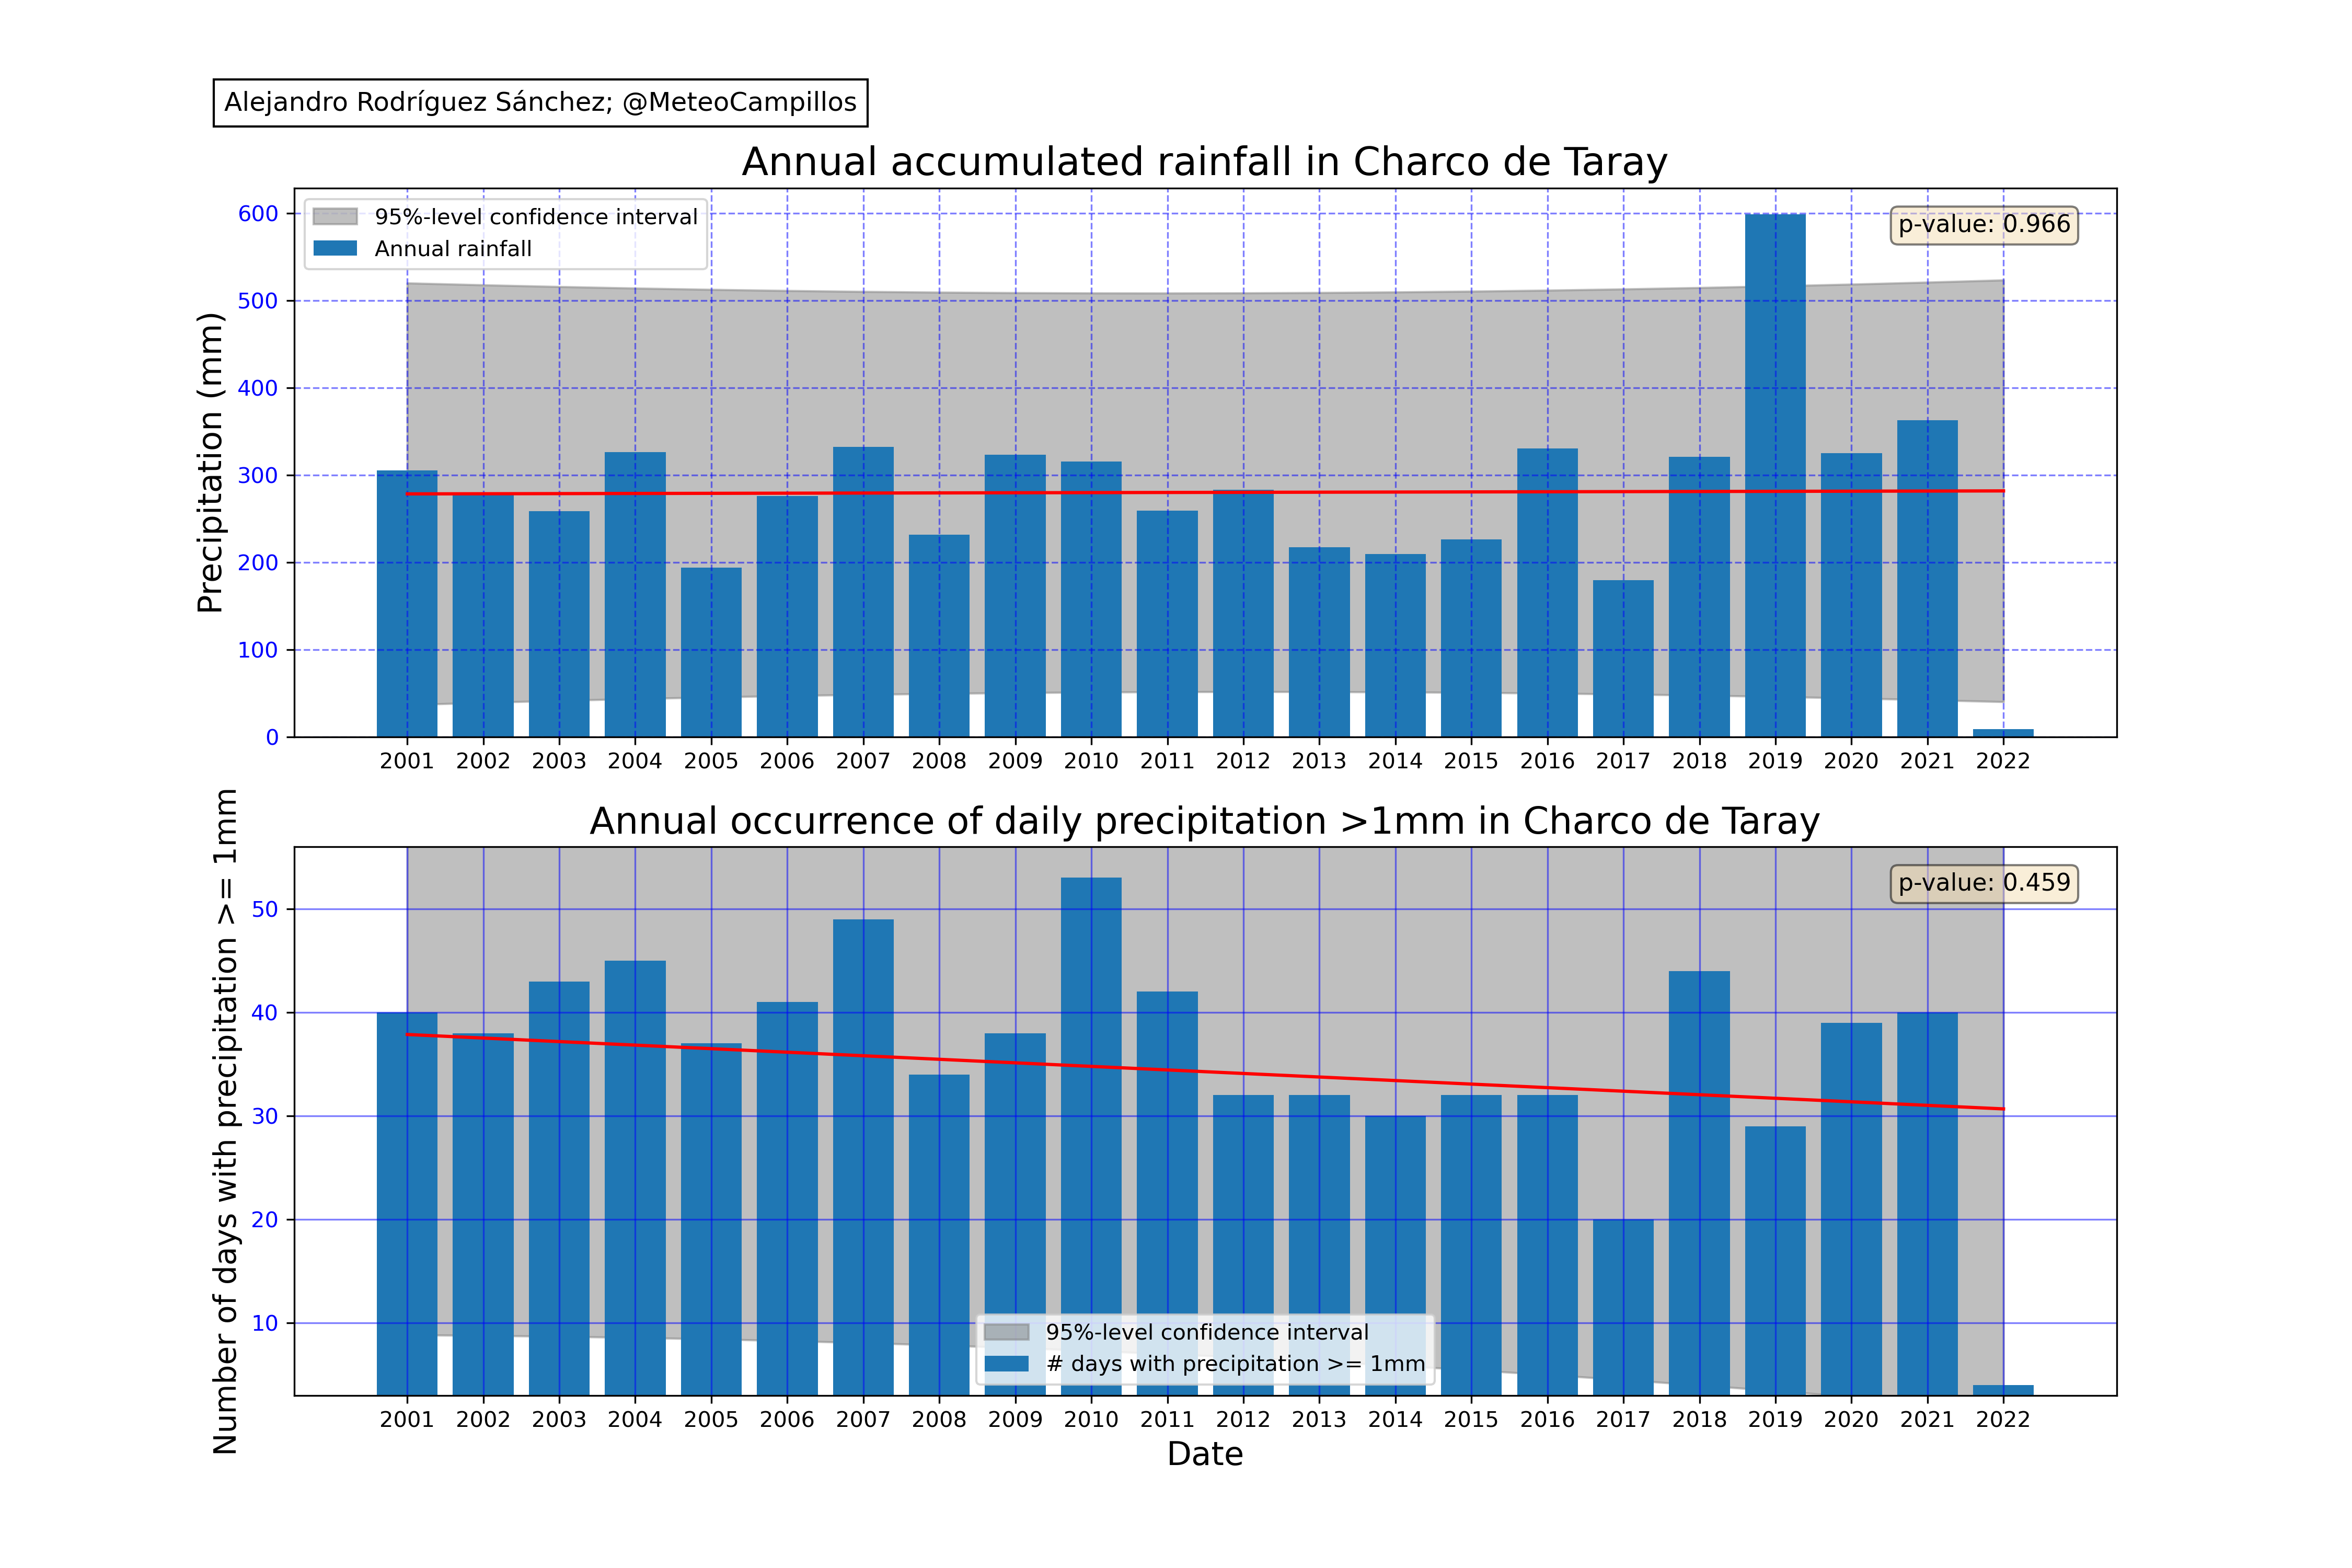 Alejandro Rodríguez Sánchez; @MeteoCampillos
Annual accumulated rainfall in Charco de Taray
95%-level confidence interval
Annual rainfall
p-value: 0.966
Precipitation (mm)
600
500
400
300
200
100
0
2001 2002 2003 2004 2005 2006 2007 2008 2009 2010 2011 2012 2013 2014 2015 2016 2017 2018 2019 2020 2021 2022
Annual occurrence of daily precipitation >1mm in Charco de Taray
p-value: 0.459
Number of days with precipitation >= 1mm
50
40
30
20
10
95%-level confidence interval
# days with precipitation >= 1mm
2001 2002 2003 2004 2005 2006 2007 2008 2009 2010 2011 2012 2013 2014 2015 2016 2017 2018 2019 2020 2021 2022
Date